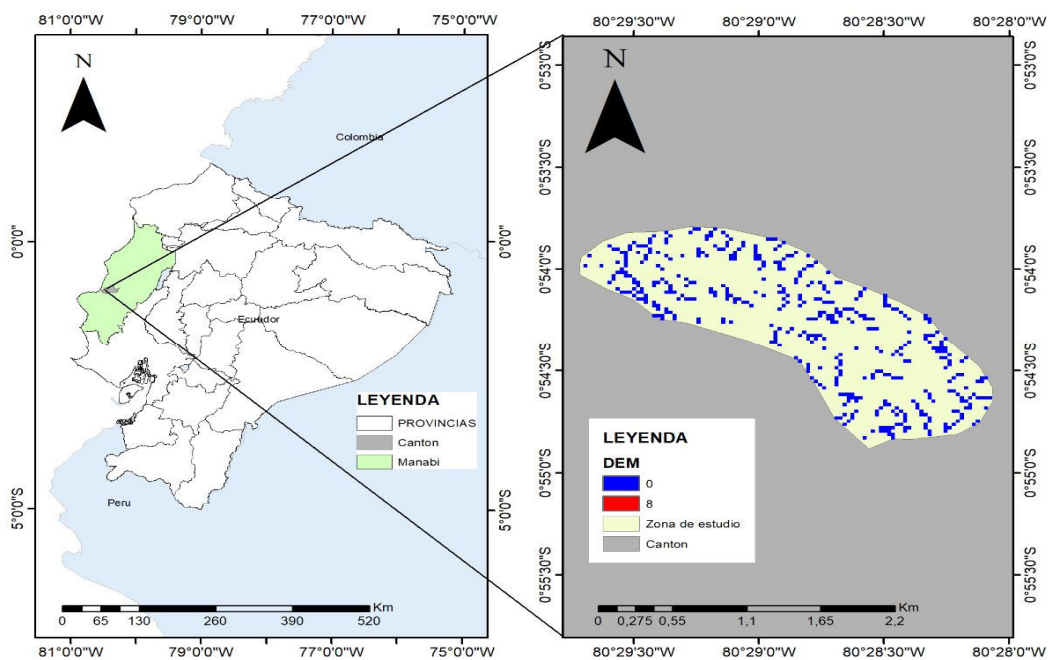 81°0'0"W 79°0'0"W 77°0'0"W 75°0'0"W
N
Colombia
0°0'0"
0°0'0"
Ecuador
LEYENDA
PROVINCIAS
Canton
Manabi
Peru
5°0'0"S
5°0'0"S
Km
0 65 130 260 390 520
81°0'0"W 79°0'0"W 77°0'0"W 75°0'0"W
80°29'30"W 80°29'0"W 80°28'30"W 80°28'0"W
N
0°53'0"S
0°53'0"S
0°53'30"S
0°53'30"S
0°54'0"S
0°54'0"S
0°54'30"S
0°54'30"S
0°55'0"S
0°55'0"S
0°55'30"S
0°55'30"S
LEYENDA
DEM
0
8
Zona de estudio
Canton
Km
0 0,275 0,55 1,1 1,65 2,2
80°29'30"W 80°29'0"W 80°28'30"W 80°28'0"W